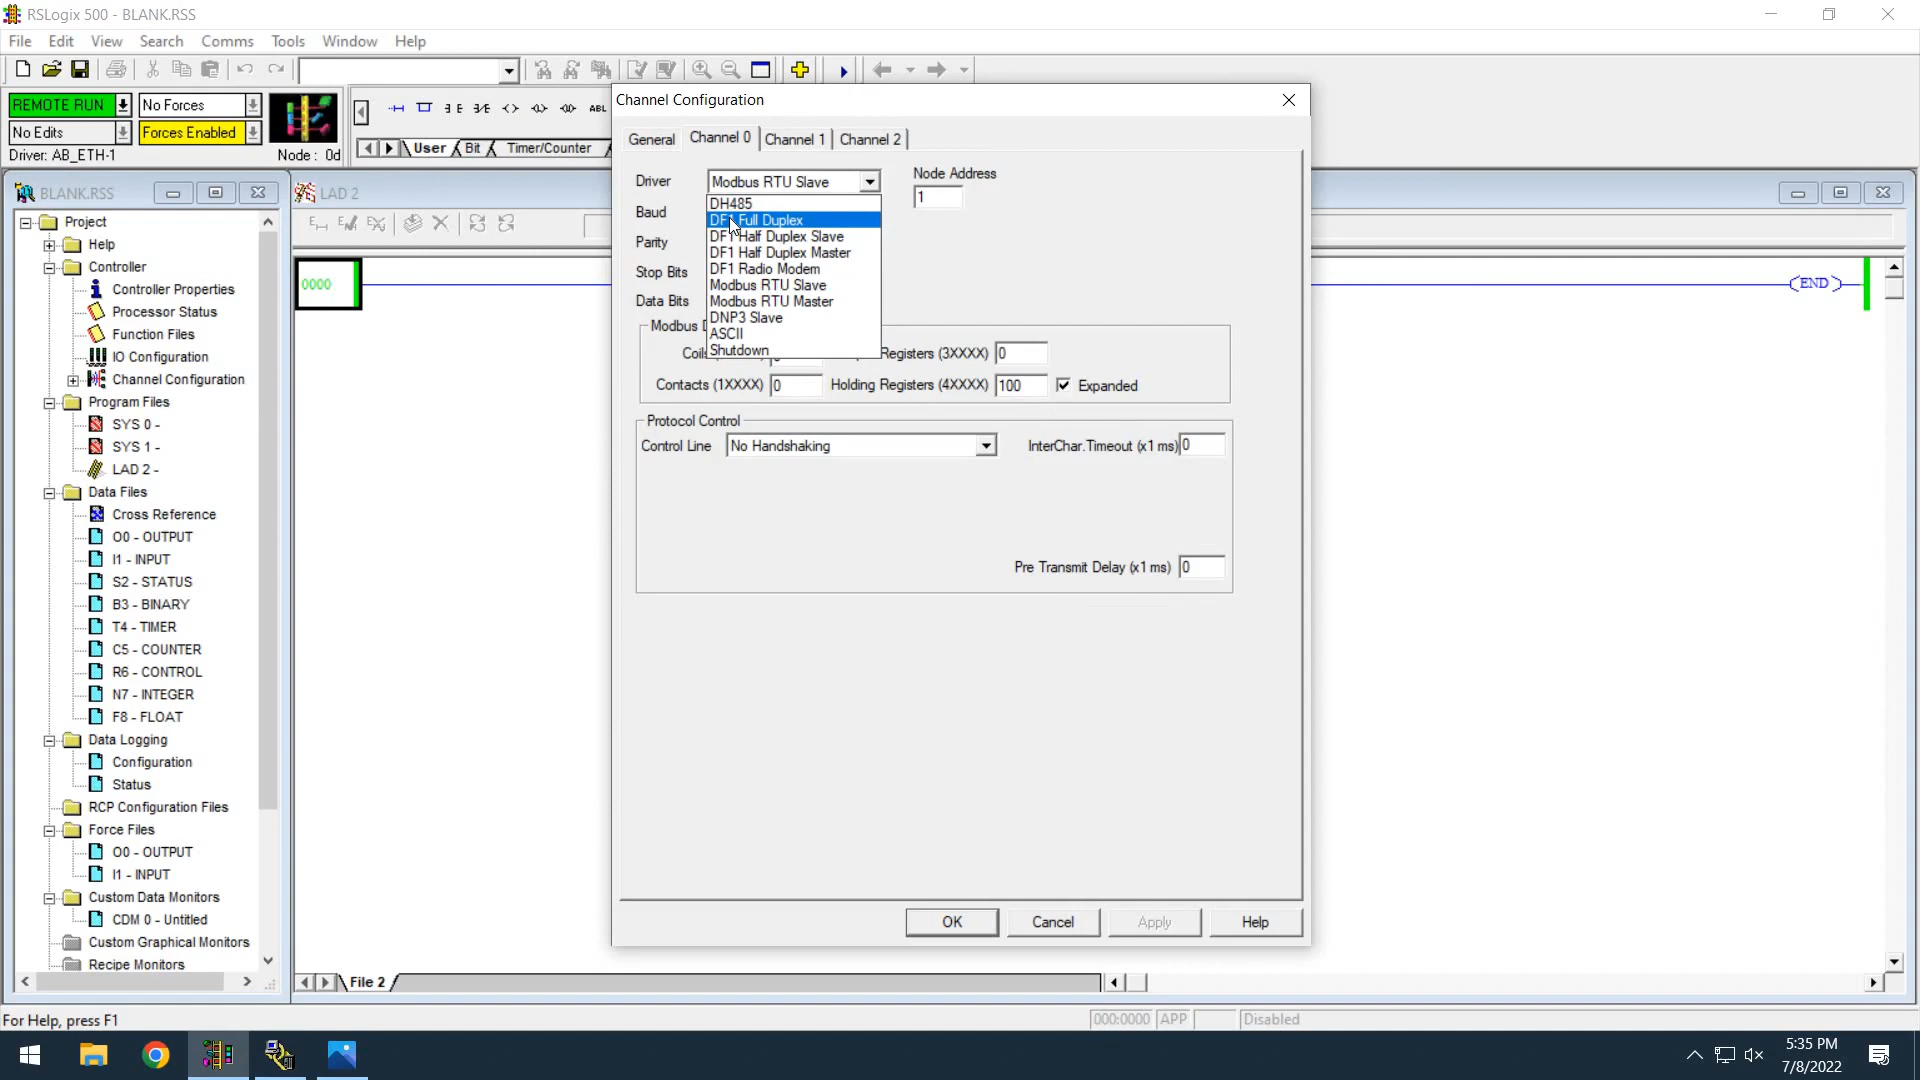 RSLogix 500 - BLANK.RSS
File Edit View Search Comms Tools Window Help
REMOTE RUN No Forces
No Edits Forces Enabled
Driver: AB_ETH-1 Node : 0d
ABL
User Bit Timer/Counter
BLANK.RSS
Project
Help
Controller
Controller Properties
Processor Status
Function Files
IO Configuration
Channel Configuration
Program Files
SYS 0 -
SYS 1 -
LAD 2 -
Data Files
Cross Reference
O0 - OUTPUT
I1 - INPUT
S2 - STATUS
B3 - BINARY
T4 - TIMER
C5 - COUNTER
R6 - CONTROL
N7 - INTEGER
F8 - FLOAT
Data Logging
Configuration
Status
RCP Configuration Files
Force Files
O0 - OUTPUT
I1 - INPUT
Custom Data Monitors
CDM 0 - Untitled
Custom Graphical Monitors
Recipe Monitors
LAD 2
0000
END
File 2
Channel Configuration
General Channel 0 Channel 1 Channel 2
Driver Modbus RTU Slave Node Address
1
Baud
Parity
Stop Bits
Data Bits
DH485
DF1 Full Duplex
DF1 Half Duplex Slave
DF1 Half Duplex Master
DF1 Radio Modem
Modbus RTU Slave
Modbus RTU Master
DNP3 Slave
ASCII
Shutdown
Modbus
Registers (3XXXX) 0
Contacts (1XXXX) 0 Holding Registers (4XXXX) 100 Expanded
Protocol Control
Control Line No Handshaking InterChar.Timeout (x1 ms) 0
Pre Transmit Delay (x1 ms) 0
OK Cancel Apply Help
For Help, press F1 000:0000 APP Disabled
5:35 PM
7/8/2022